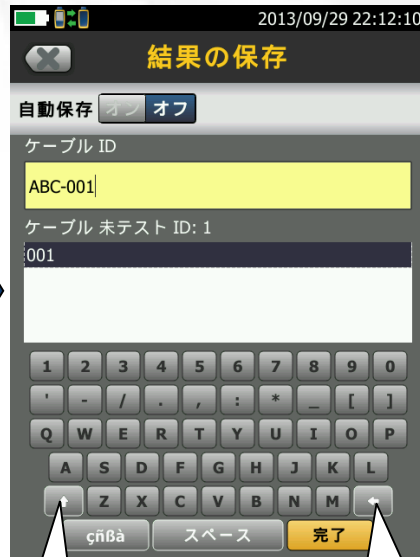 2013/09/29 22:12:10
結果の保存
自動保存 オン オフ
ケーブル ID
ABC-001
ケーブル 未テスト ID: 1
001
1 2 3 4 5 6 7 8 9 0
' - / . , : * _ [ ]
Q W E R T Y U I O P
A S D F G H J K L
Z X C V B N M
çñßà スペース 完了